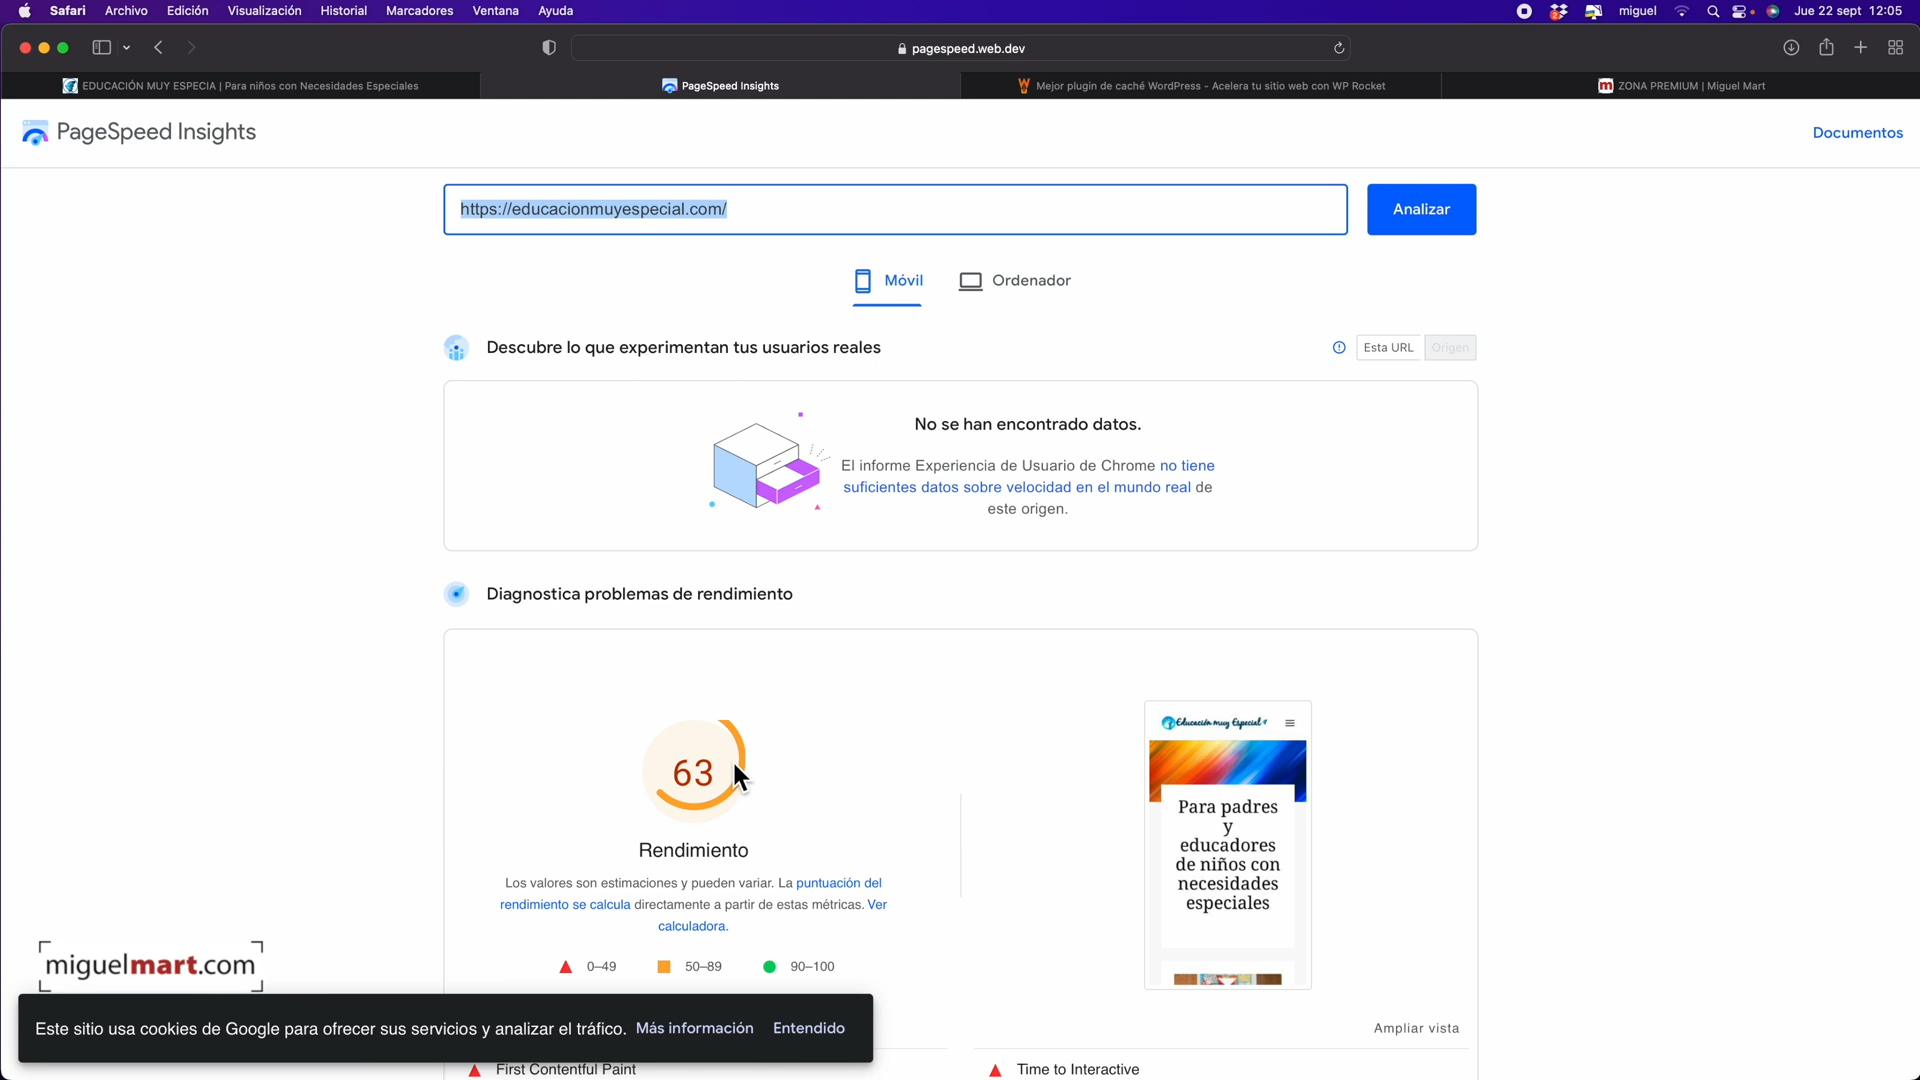 Safari Archivo Edición Visualización Historial Marcadores Ventana Ayuda miguel Jue 22 sept 12:05
pagespeed.web.dev
EDUCACIÓN MUY ESPECIA | Para niños con Necesidades Especiales
PageSpeed Insights
Mejor plugin de caché WordPress - Acelera tu sitio web con WP Rocket
ZONA PREMIUM | Miguel Mart
PageSpeed Insights
Documentos
https://educacionmuyespecial.com/
Analizar
Móvil
Ordenador
Descubre lo que experimentan tus usuarios reales
Esta URL
Origen
No se han encontrado datos.
El informe Experiencia de Usuario de Chrome no tiene
suficientes datos sobre velocidad en el mundo real de
este origen.
Diagnostica problemas de rendimiento
63
Rendimiento
Los valores son estimaciones y pueden variar. La puntuación del
rendimiento se calcula directamente a partir de estas métricas. Ver
calculadora.
0–49
50–89
90–100
Educación muy Especial
Para padres
y
educadores
de niños con
necesidades
especiales
Ampliar vista
miguelmart.com
Este sitio usa cookies de Google para ofrecer sus servicios y analizar el tráfico. Más información Entendido
First Contentful Paint
Time to Interactive